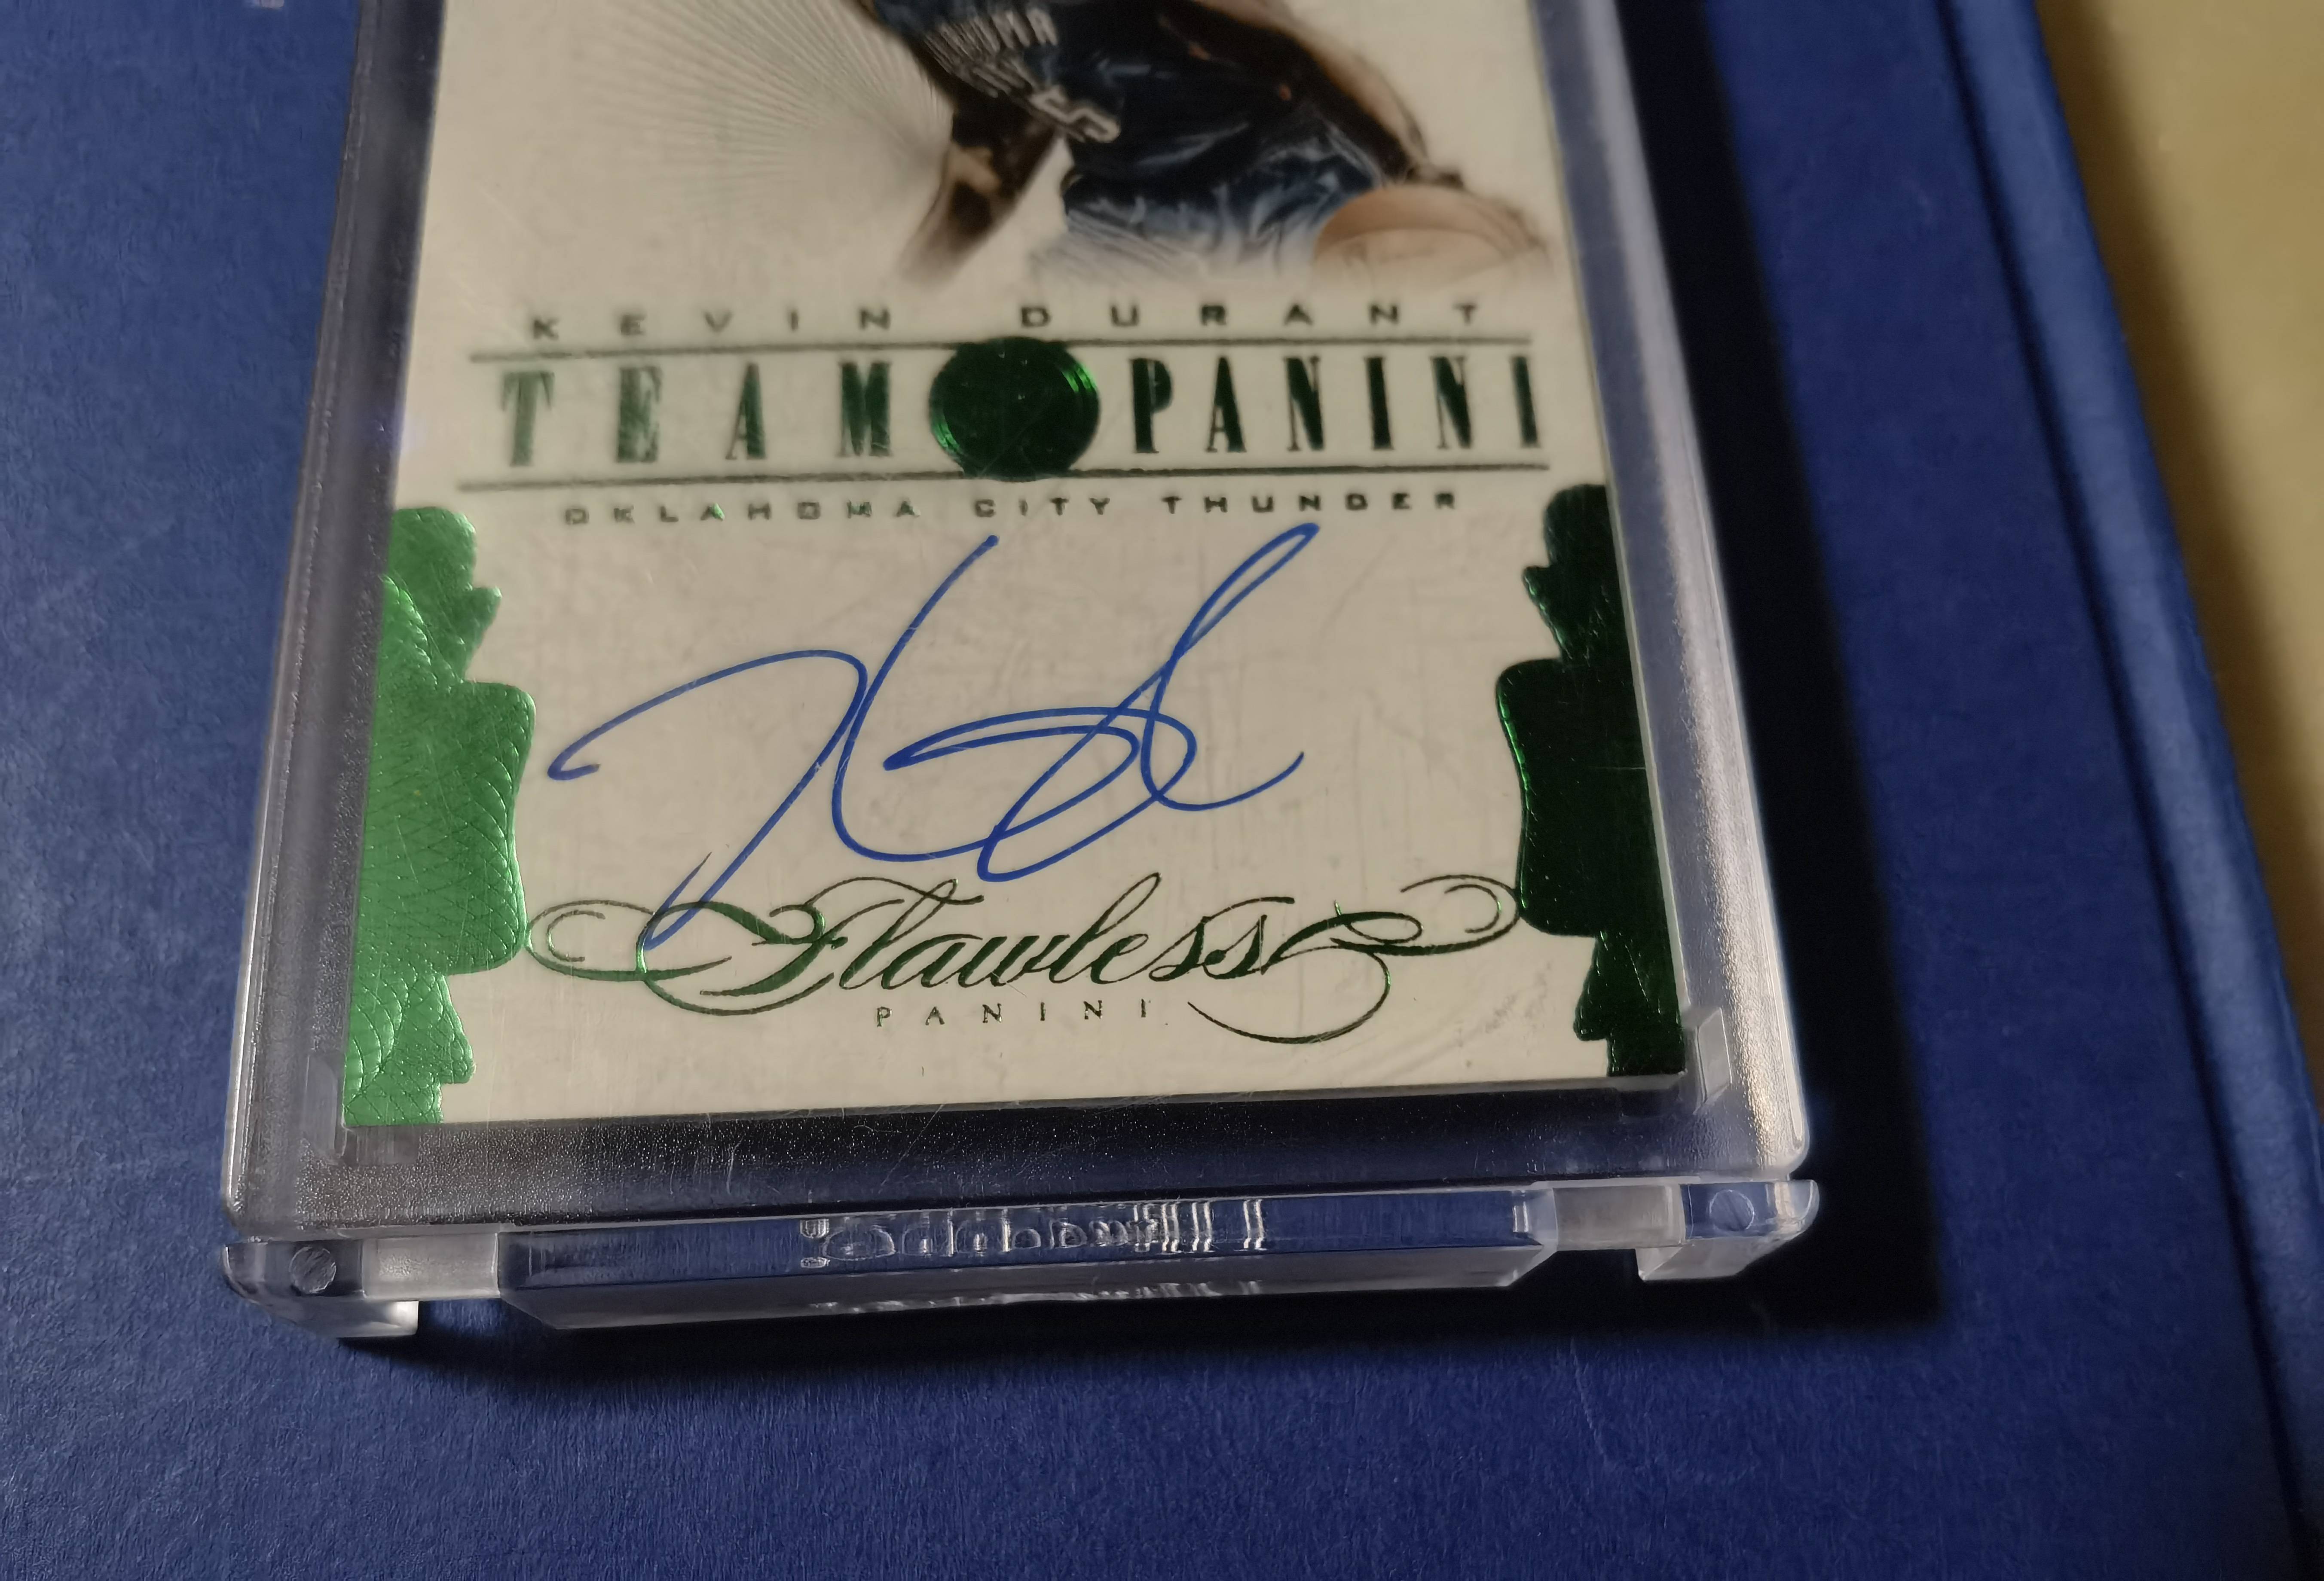 KEVIN DURANT
TEAM PANINI
OKLAHOMA CITY THUNDER
Flawless
PANINI